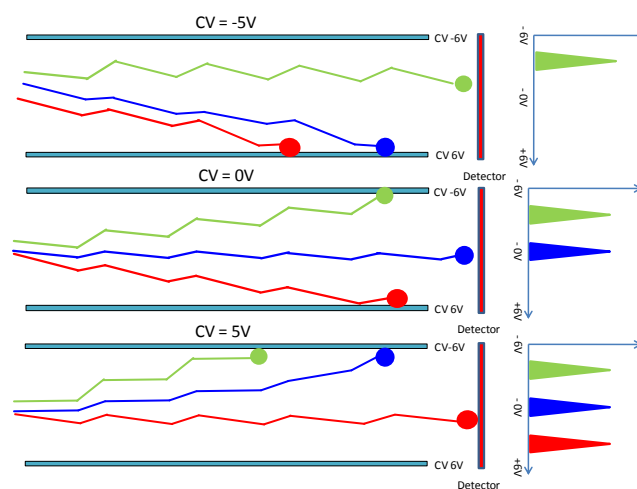 CV = -5V
CV -6V
CV 6V
Detector
-6V
-0V
+6V
CV = 0V
CV -6V
CV 6V
Detector
-6V
-0V
+6V
CV = 5V
CV-6V
CV 6V
Detector
-6V
-0V
+6V